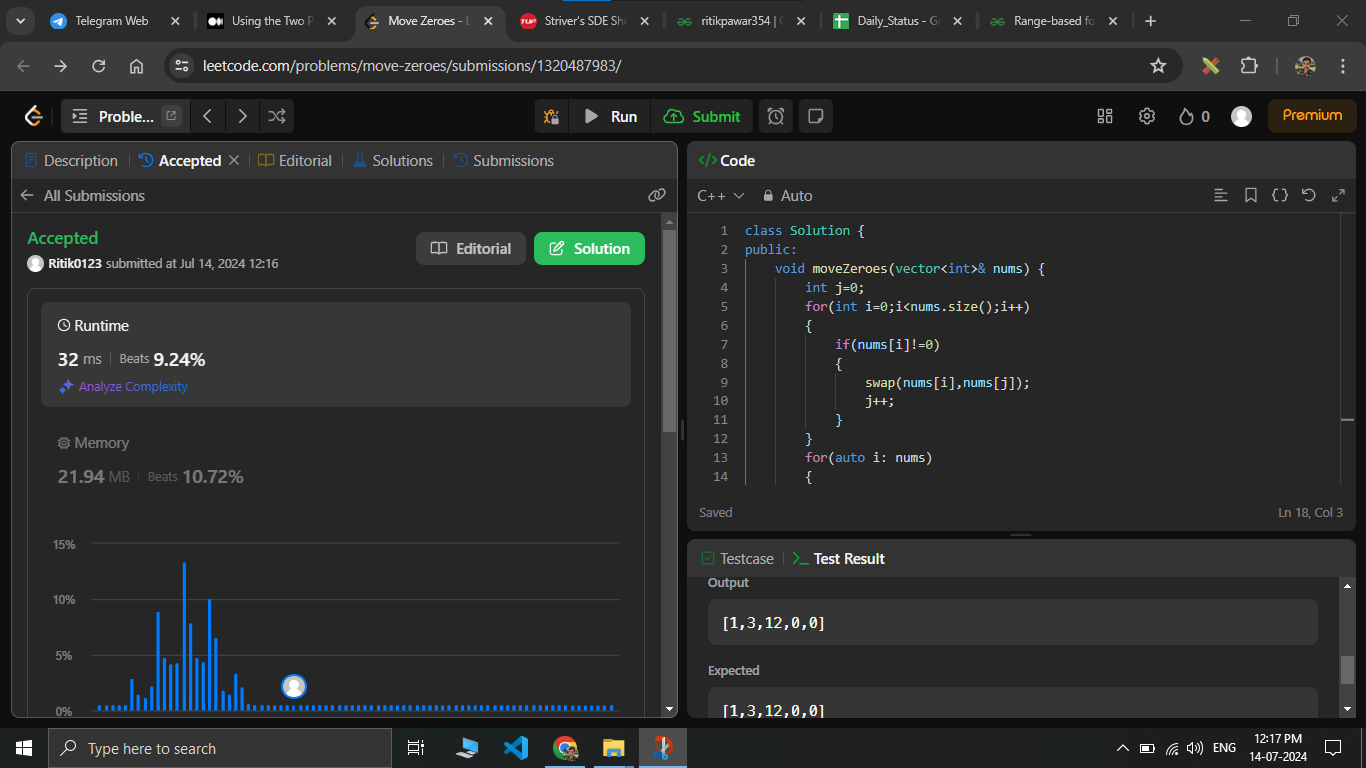 Telegram Web
Using the Two P
Move Zeroes - L
Striver's SDE She
ritikpawar354 | G
Daily_Status - Go
Range-based fo
leetcode.com/problems/move-zeroes/submissions/1320487983/
Proble...
Run
Submit
0
Premium
Description
Accepted
Editorial
Solutions
Submissions
All Submissions
Accepted
Ritik0123 submitted at Jul 14, 2024 12:16
Editorial
Solution
Runtime
32 ms | Beats 9.24%
Analyze Complexity
Memory
21.94 MB | Beats 10.72%
15%
10%
5%
0%
</> Code
C++
Auto
1 class Solution {
2 public:
3 void moveZeroes(vector<int>& nums) {
4 int j=0;
5 for(int i=0;i<nums.size();i++)
6 {
7 if(nums[i]!=0)
8 {
9 swap(nums[i],nums[j]);
10 j++;
11 }
12 }
13 for(auto i: nums)
14 {
Saved
Ln 18, Col 3
Testcase
>_ Test Result
Output
[1,3,12,0,0]
Expected
[1,3,12,0,0]
Type here to search
ENG
12:17 PM
14-07-2024